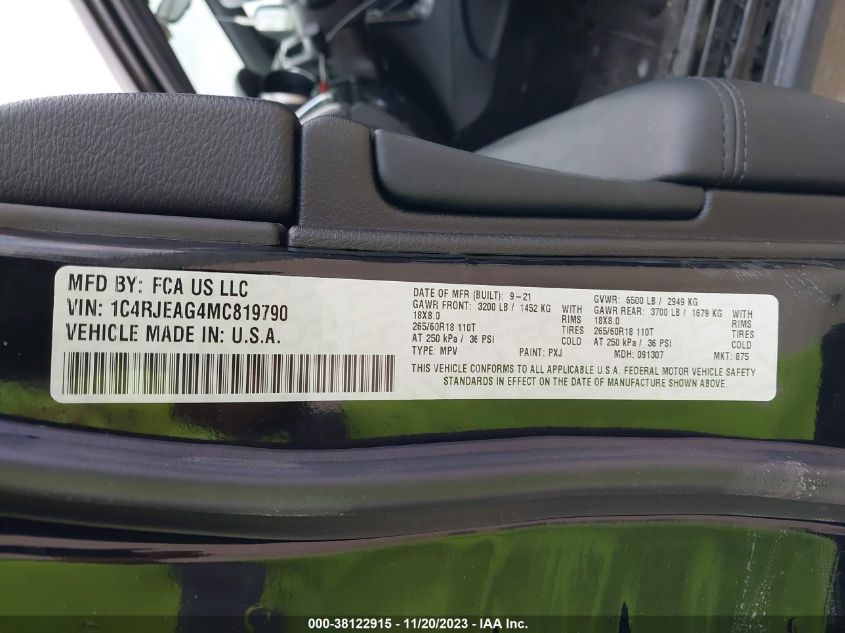 MFD BY: FCA US LLC
VIN: 1C4RJEAG4MC819790
VEHICLE MADE IN: U.S.A.
DATE OF MFR (BUILT): 9-21
GAWR FRONT: 3200 LB / 1452 KG
18X8.0 RIMS
265/60R18 110T TIRES
AT 250 kPa / 36 PSI COLD
TYPE: MPV PAINT: PXJ
GVWR: 6500 LB / 2949 KG
GAWR REAR: 3700 LB / 1679 KG
18X8.0 RIMS
265/60R18 110T TIRES
AT 250 kPa / 36 PSI COLD
MDH: 091307 MKT: 875
WITH
WITH
THIS VEHICLE CONFORMS TO ALL APPLICABLE U.S.A. FEDERAL MOTOR VEHICLE SAFETY
STANDARDS IN EFFECT ON THE DATE OF MANUFACTURE SHOWN ABOVE.
000-38122915 - 11/20/2023 - IAAI.com